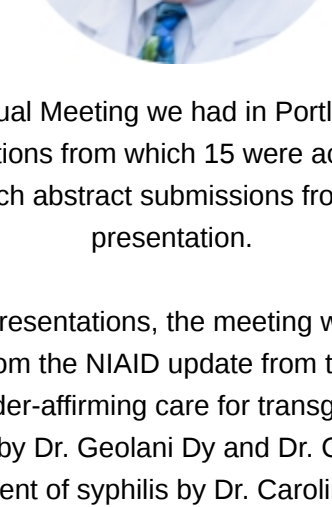 ual Meeting we had in Portl
tions from which 15 were ac
ch abstract submissions fro
presentation.
resentations, the meeting w
om the NIAID update from t
der-affirming care for transg
by Dr. Geolani Dy and Dr. C
ent of syphilis by Dr. Caroli